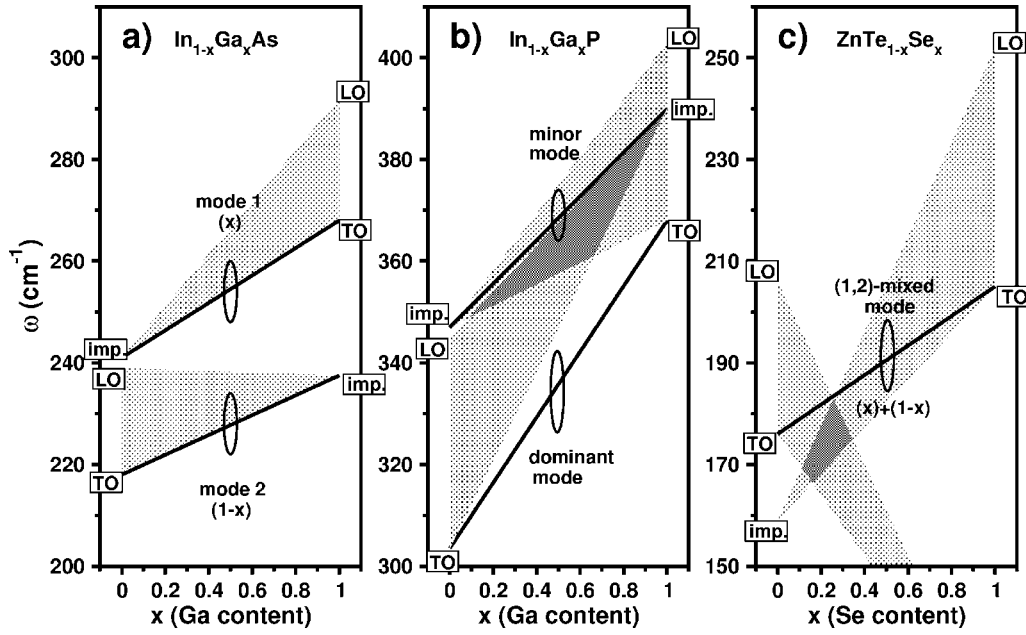 a) In₁₋ₓGaₓAs
ω (cm⁻¹)
300
280
260
240
220
200
LO
mode 1
(x)
TO
imp.
LO
imp.
TO
mode 2
(1-x)
0 0.2 0.4 0.6 0.8 1
x (Ga content)
b) In₁₋ₓGaₓP
400
380
360
340
320
300
LO
imp.
minor
mode
TO
imp.
LO
dominant
mode
TO
0 0.2 0.4 0.6 0.8 1
x (Ga content)
c) ZnTe₁₋ₓSeₓ
250
230
210
190
170
150
LO
LO
(1,2)-mixed
mode
TO
(x)+(1-x)
TO
imp.
0 0.2 0.4 0.6 0.8 1
x (Se content)